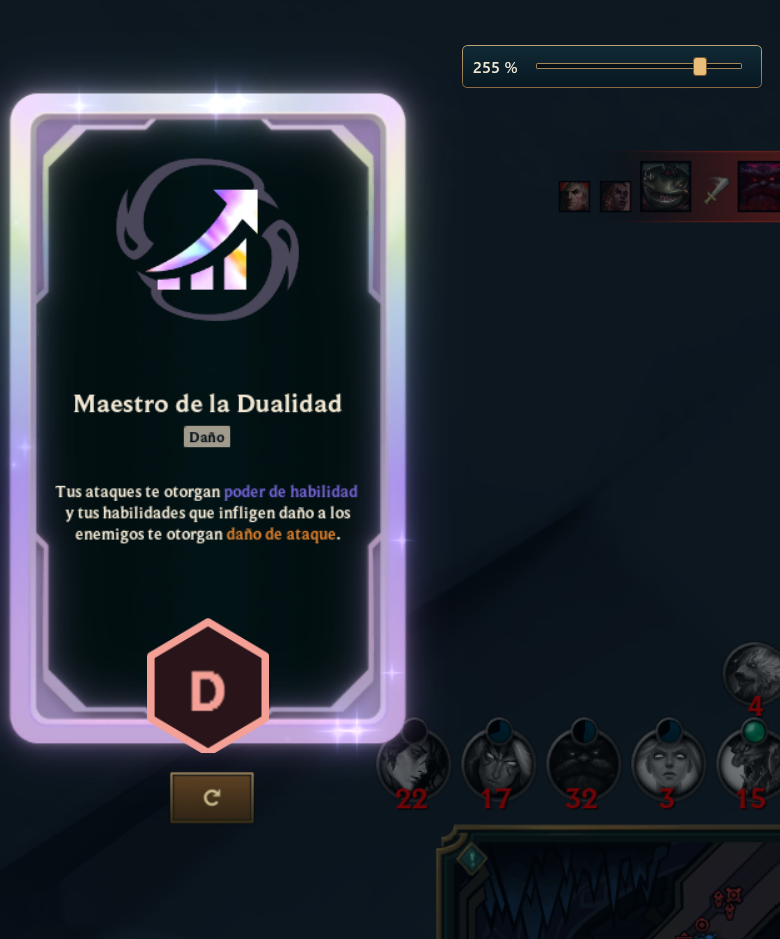 255 %
Maestro de la Dualidad
Daño
Tus ataques te otorgan poder de habilidad
y tus habilidades que infligen daño a los
enemigos te otorgan daño de ataque.
D
4
22 17 32 3 15